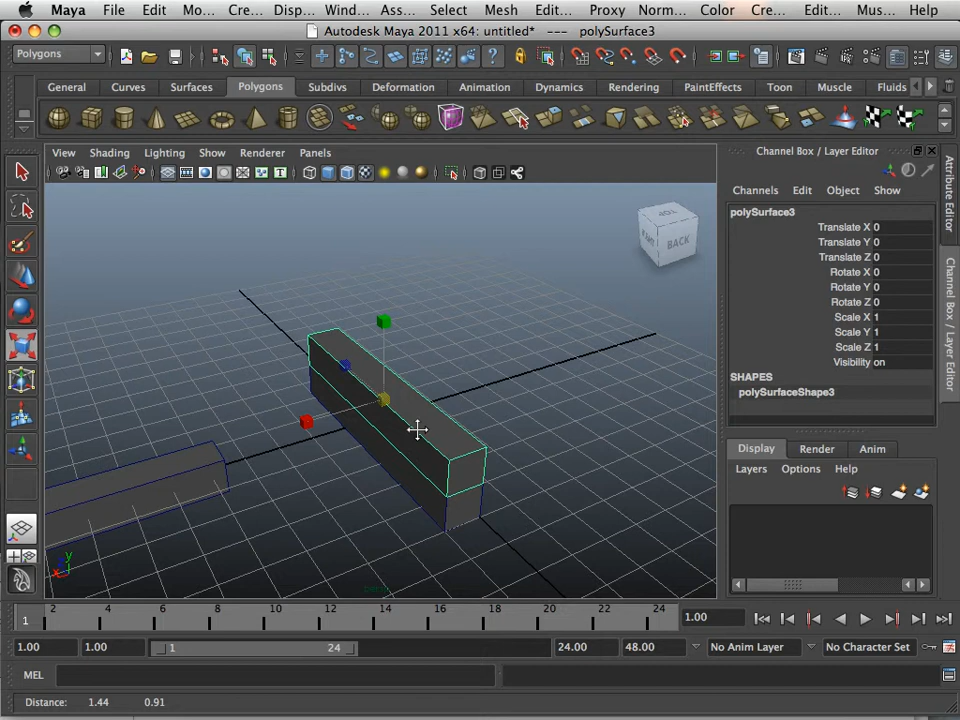 Maya File Edit Mo... Cre... Disp... Wind... Ass... Select Mesh Edit... Proxy Norm... Color Cre... Edit... Mus... Help
Autodesk Maya 2011 x64: untitled* --- polySurface3
Polygons
General Curves Surfaces Polygons Subdivs Deformation Animation Dynamics Rendering PaintEffects Toon Muscle Fluids
View Shading Lighting Show Renderer Panels
Channel Box / Layer Editor
Channels Edit Object Show
polySurface3
Translate X 0
Translate Y 0
Translate Z 0
Rotate X 0
Rotate Y 0
Rotate Z 0
Scale X 1
Scale Y 1
Scale Z 1
Visibility on
SHAPES
polySurfaceShape3
Attribute Editor
Channel Box / Layer Editor
BACK
y
x
Display Render Anim
Layers Options Help
1 2 4 6 8 10 12 14 16 18 20 22 24 1.00
1.00 1.00 1 24 24.00 48.00 No Anim Layer No Character Set
MEL
Distance: 1.44 0.91